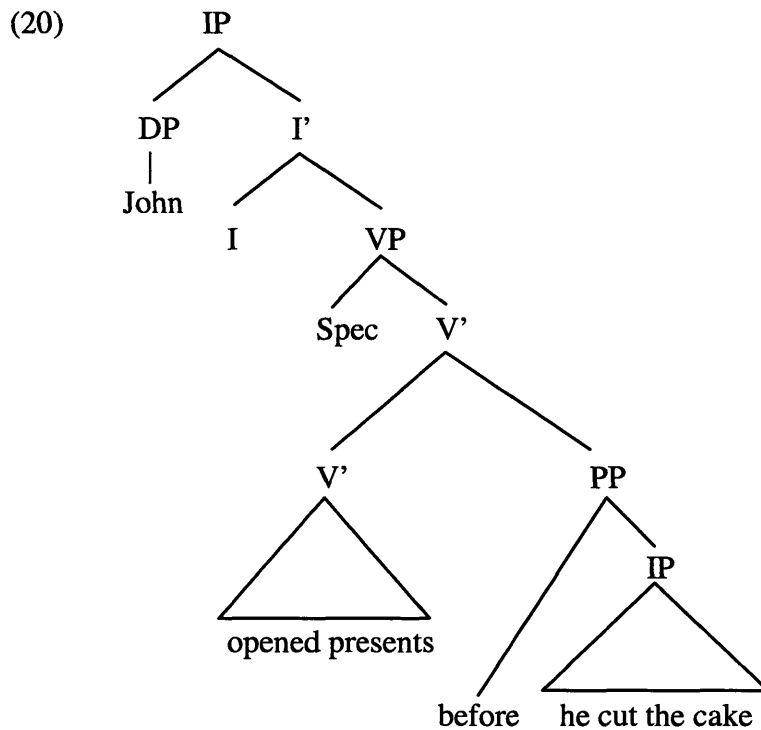 (20) IP
DP I'
John
I VP
Spec V'
V' PP
IP
opened presents
before he cut the cake